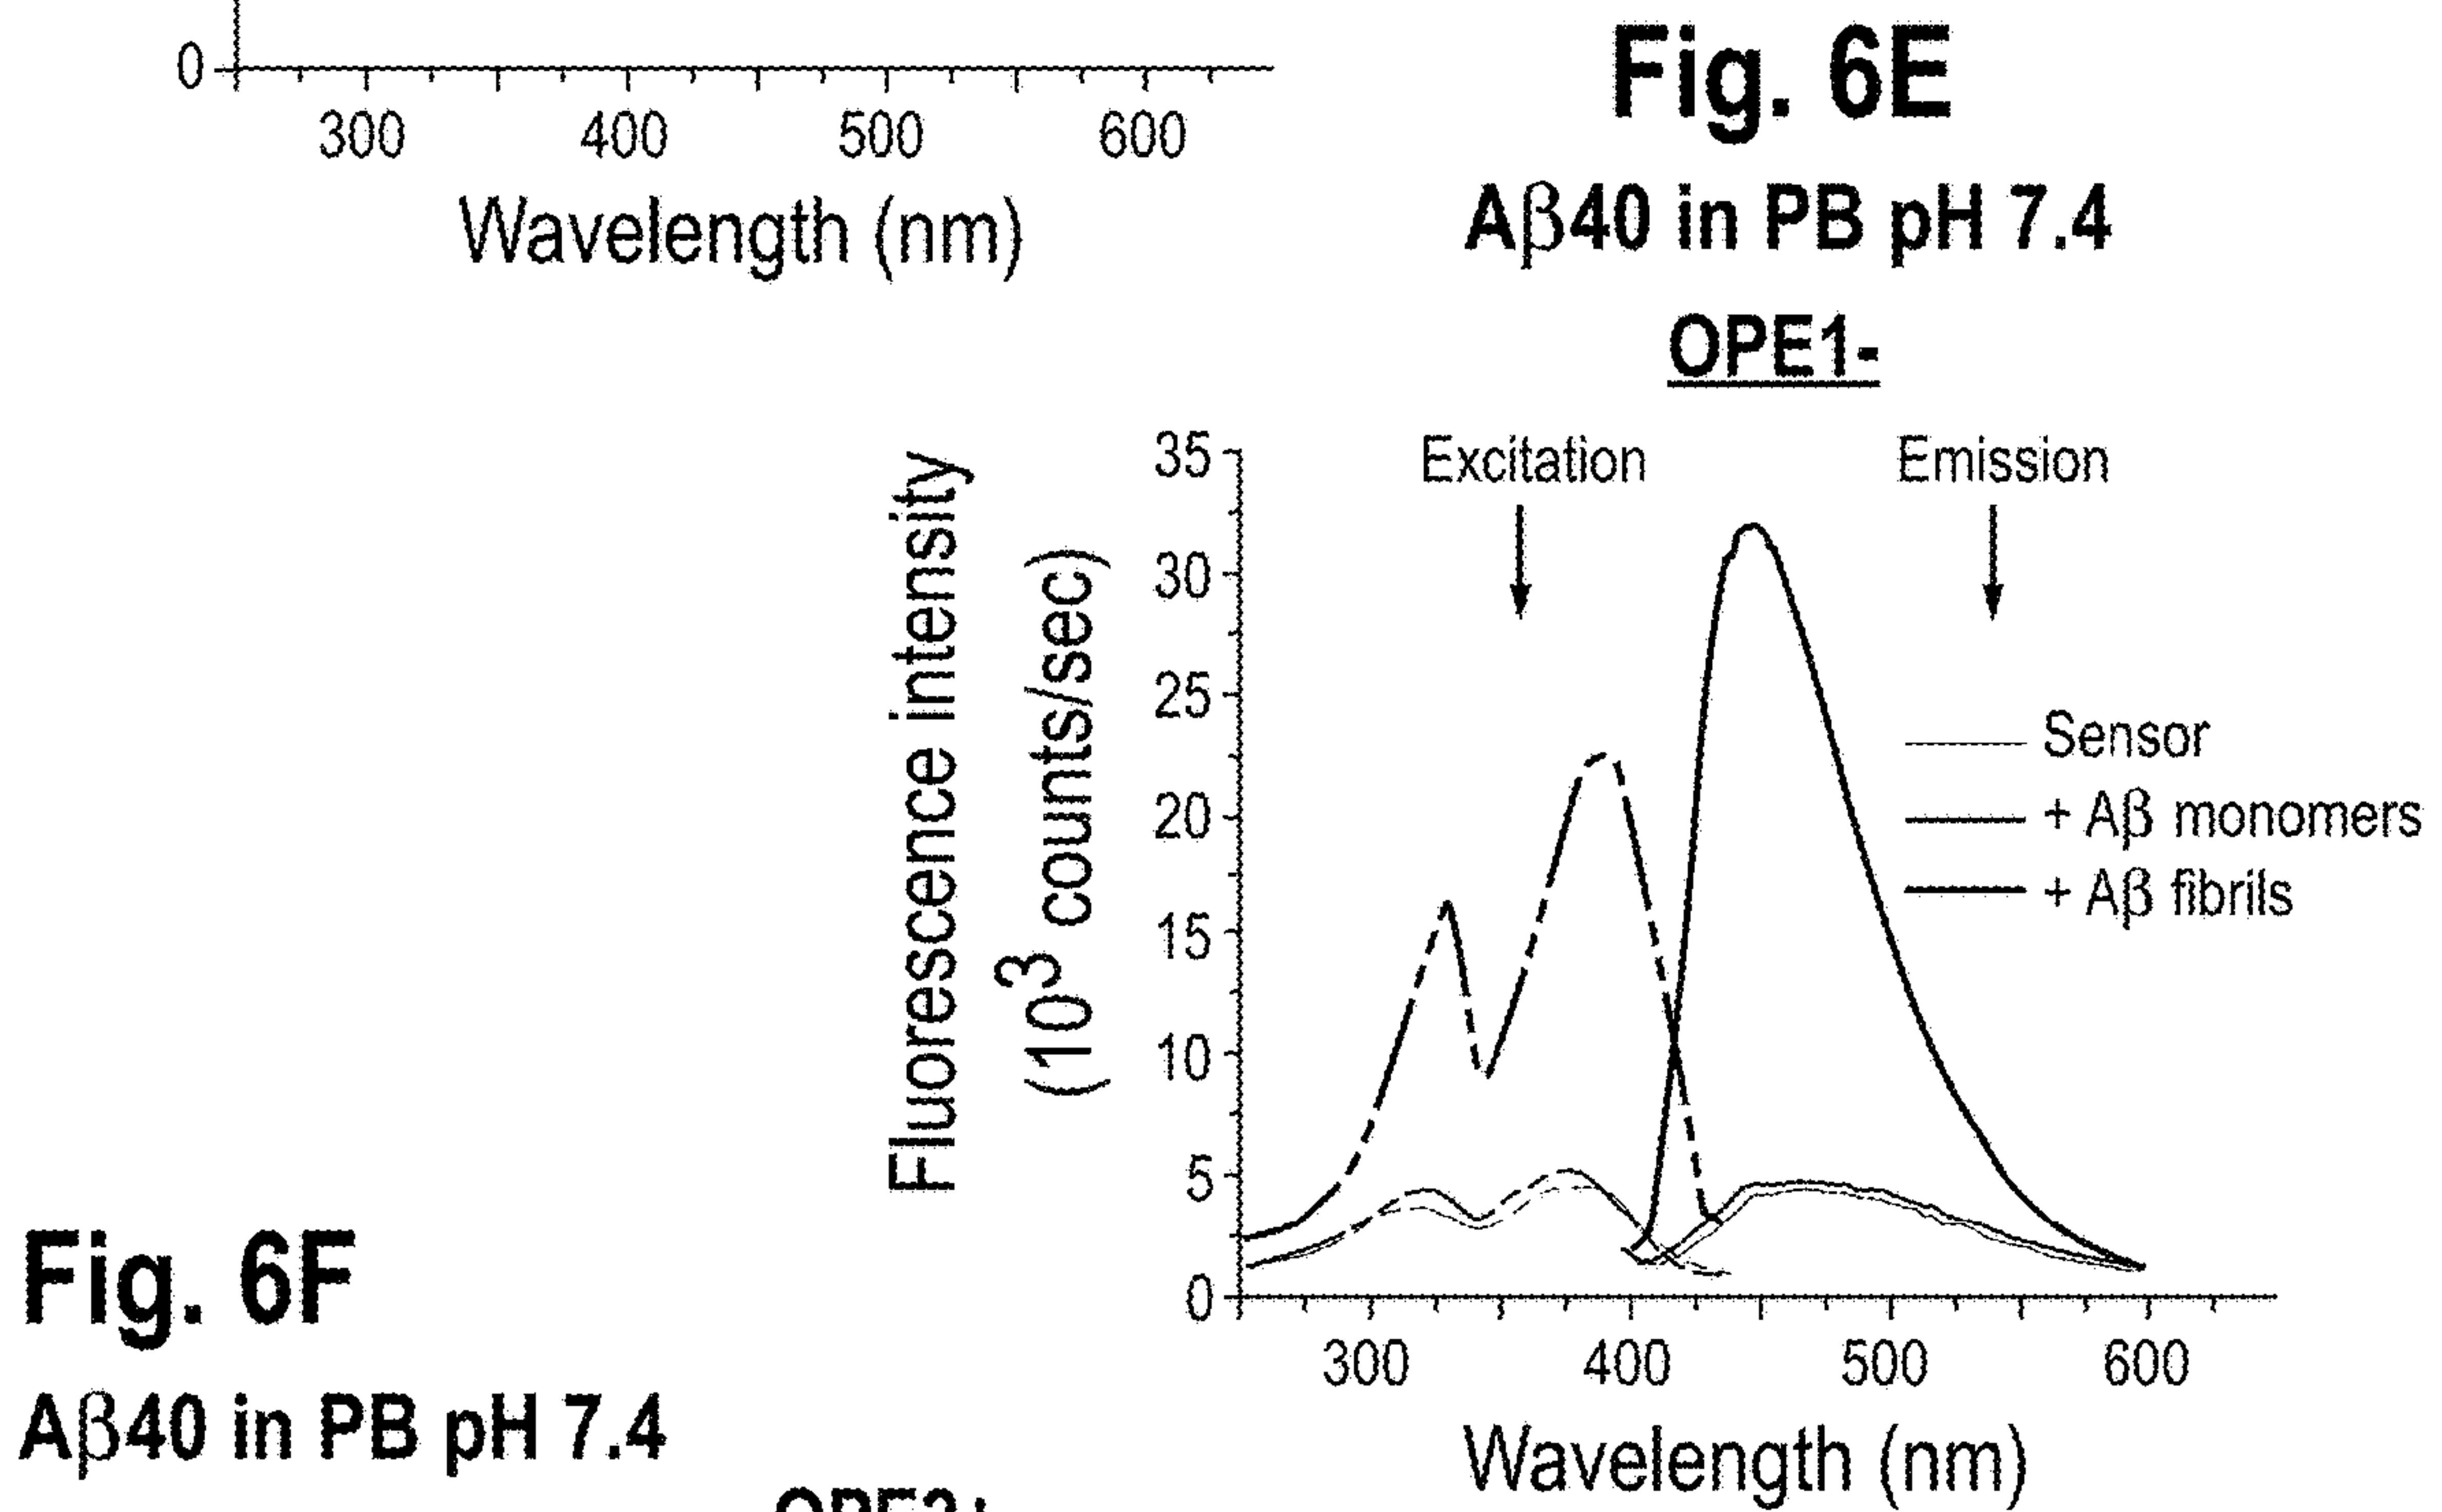 0
300 400 500 600
Wavelength (nm)
Fig. 6E
Aβ40 in PB pH 7.4
OPE1-
Fluorescence intensity
(10³ counts/sec)
35
30
25
20
15
10
5
0
Excitation
Emission
Sensor
+ Aβ monomers
+ Aβ fibrils
300 400 500 600
Wavelength (nm)
Fig. 6F
Aβ40 in PB pH 7.4